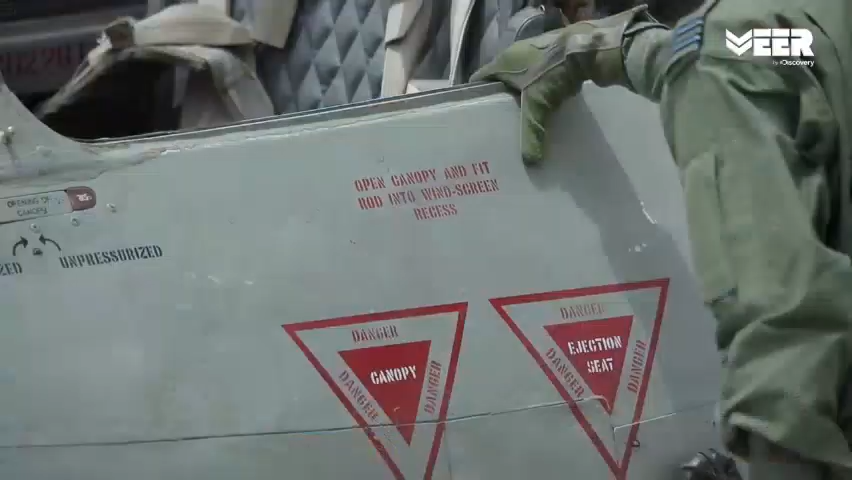 VEER
by Discovery
OPEN CANOPY AND FIT
ROD INTO WIND-SCREEN
RECESS
OPENING OF
CANOPY
UNPRESSURIZED
DANGER
DANGER
DANGER
CANOPY
DANGER
DANGER
DANGER
EJECTION
SEAT